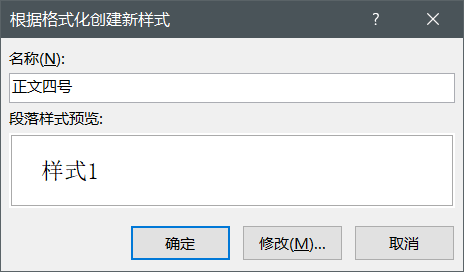 根据格式化创建新样式 ?
名称(N):
正文四号
段落样式预览:
样式1
确定 修改(M)... 取消